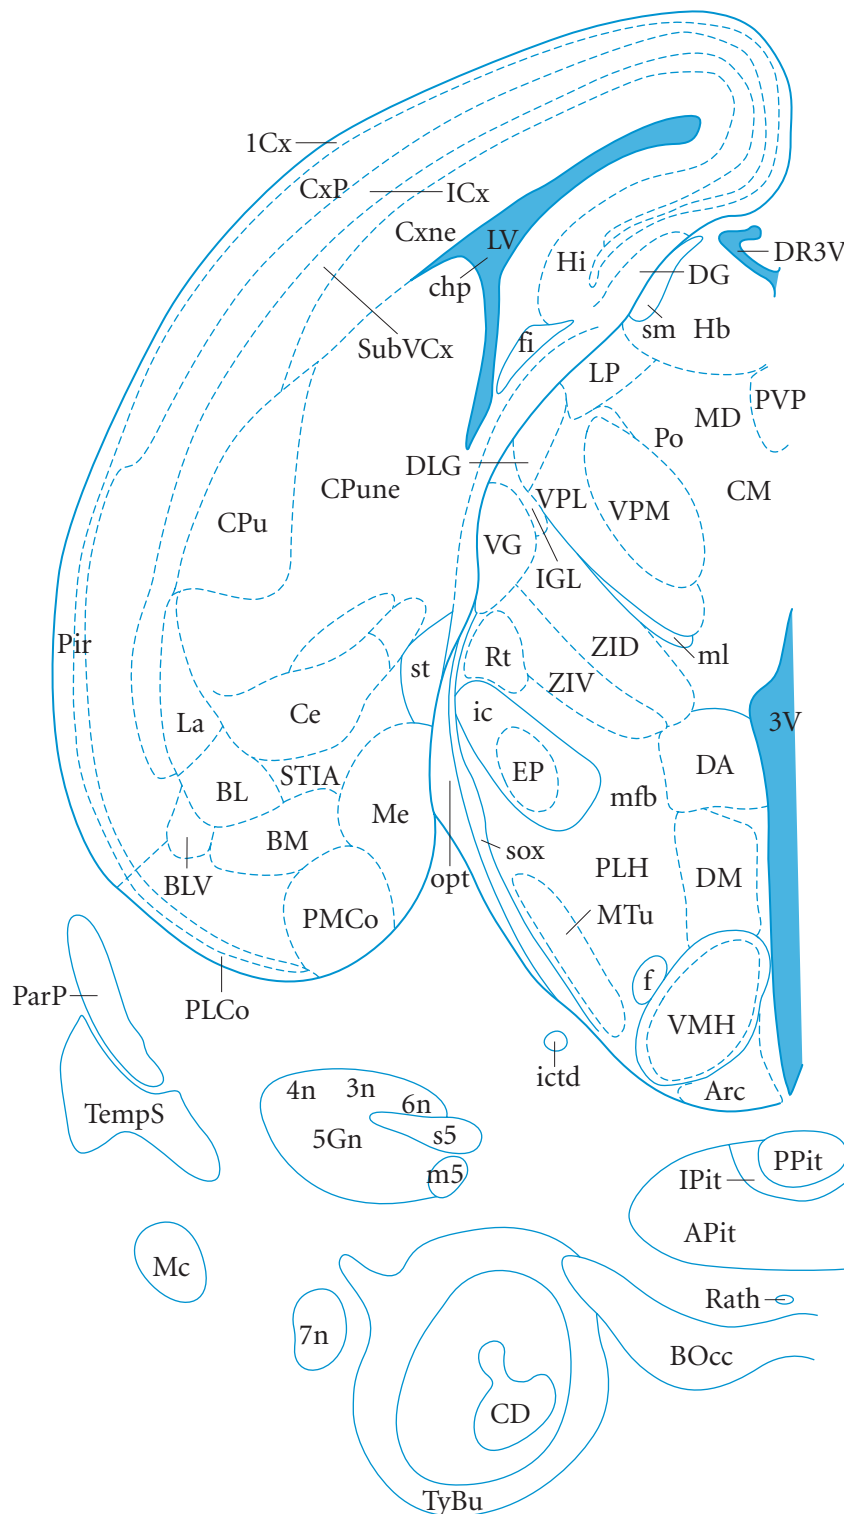 1Cx
CxP
ICx
Cxne
LV
DR3V
Hi
DG
chp
sm
Hb
SubVCx
fi
LP
PVP
MD
Po
DLG
CPune
VPL
CM
VPM
CPu
VG
IGL
Pir
ZID
ml
Rt
st
ZIV
ic
Ce
La
3V
STIA
EP
DA
BL
mfb
Me
BM
sox
PLH
opt
DM
BLV
PMCo
MTu
f
ParP
PLCo
VMH
ictd
Arc
4n
3n
6n
TempS
5Gn
s5
m5
PPit
IPit
APit
Mc
Rath
7n
BOcc
CD
TyBu